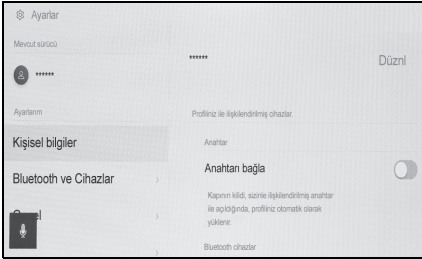 Ayarlar
Mevcut sürücü
******
Ayarlarım
Kişisel bilgiler
Bluetooth ve Cihazlar
******
Düznl
Profiliniz ile ilişkilendirilmiş cihazlar.
Anahtar
Anahtarı bağla
Kapının kilidi, sizinle ilişkilendirilmiş anahtar
ile açıldığında, profiliniz otomatik olarak
yüklenir.
Bluetooth cihazlar